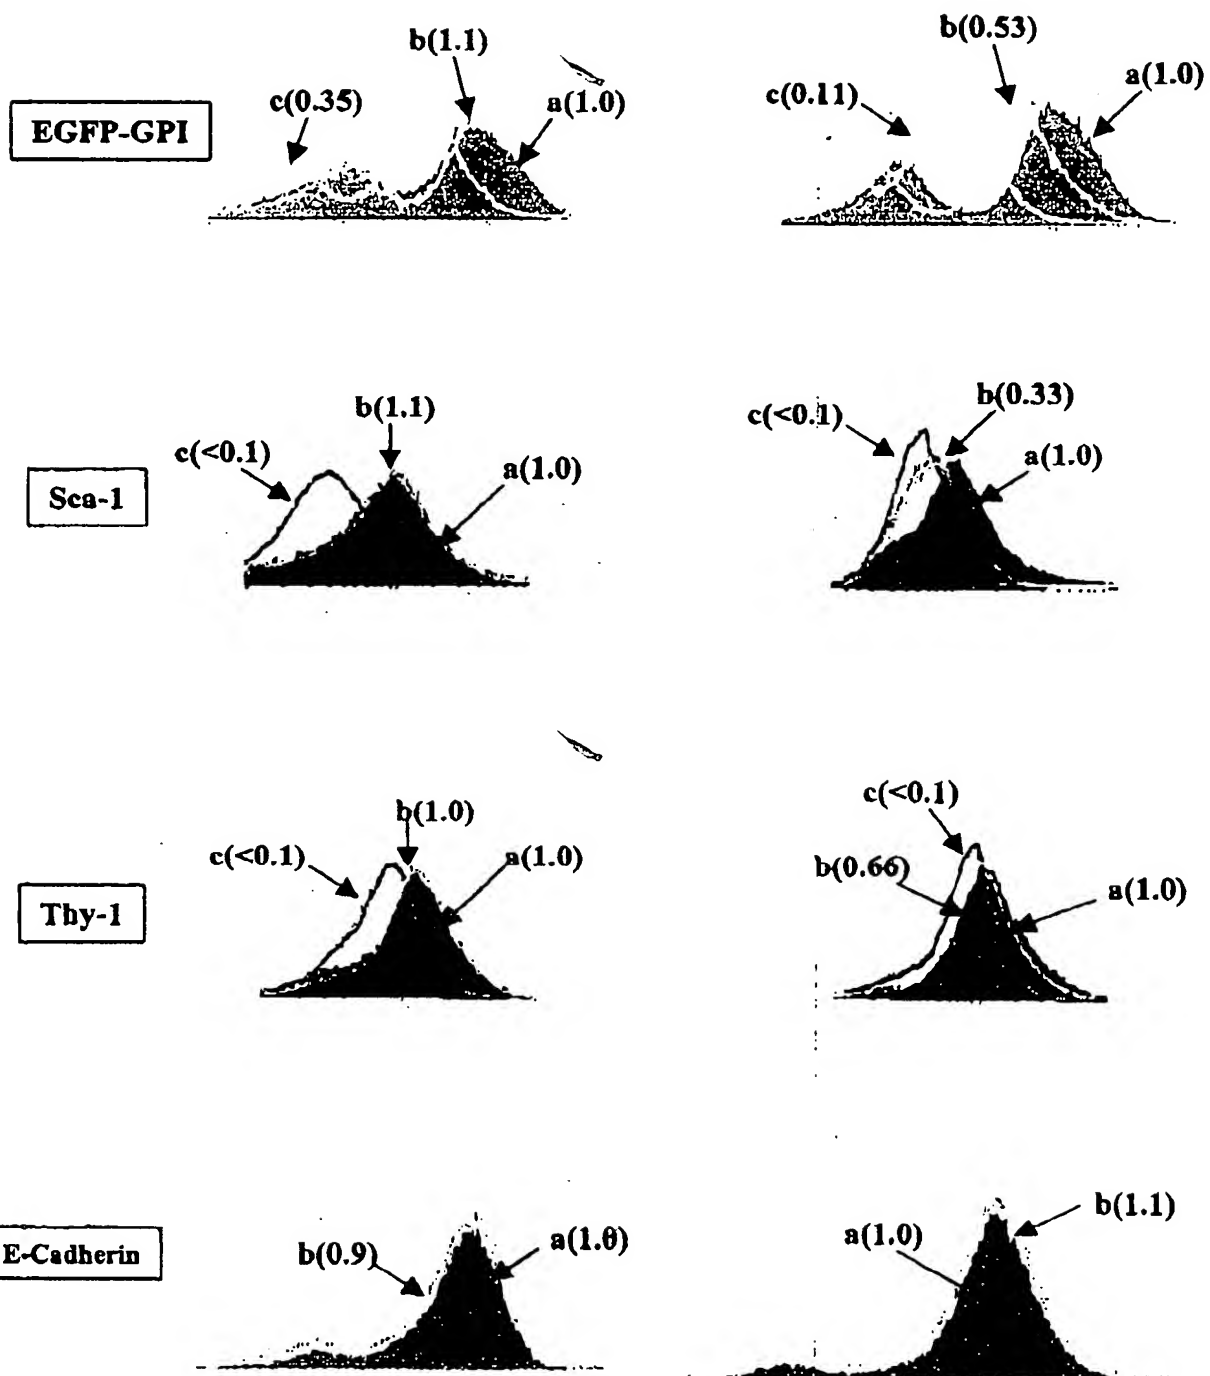 b(1.1)
b(0.53)
a(1.0)
c(0.35)
a(1.0)
c(0.11)
EGFP-GPI
b(1.1)
b(0.33)
c(<0.1)
c(<0.1)
a(1.0)
a(1.0)
Sca-1
c(<0.1)
b(1.0)
c(<0.1)
a(1.0)
b(0.66)
a(1.0)
Thy-1
b(1.1)
E-Cadherin
b(0.9)
a(1.0)
a(1.0)